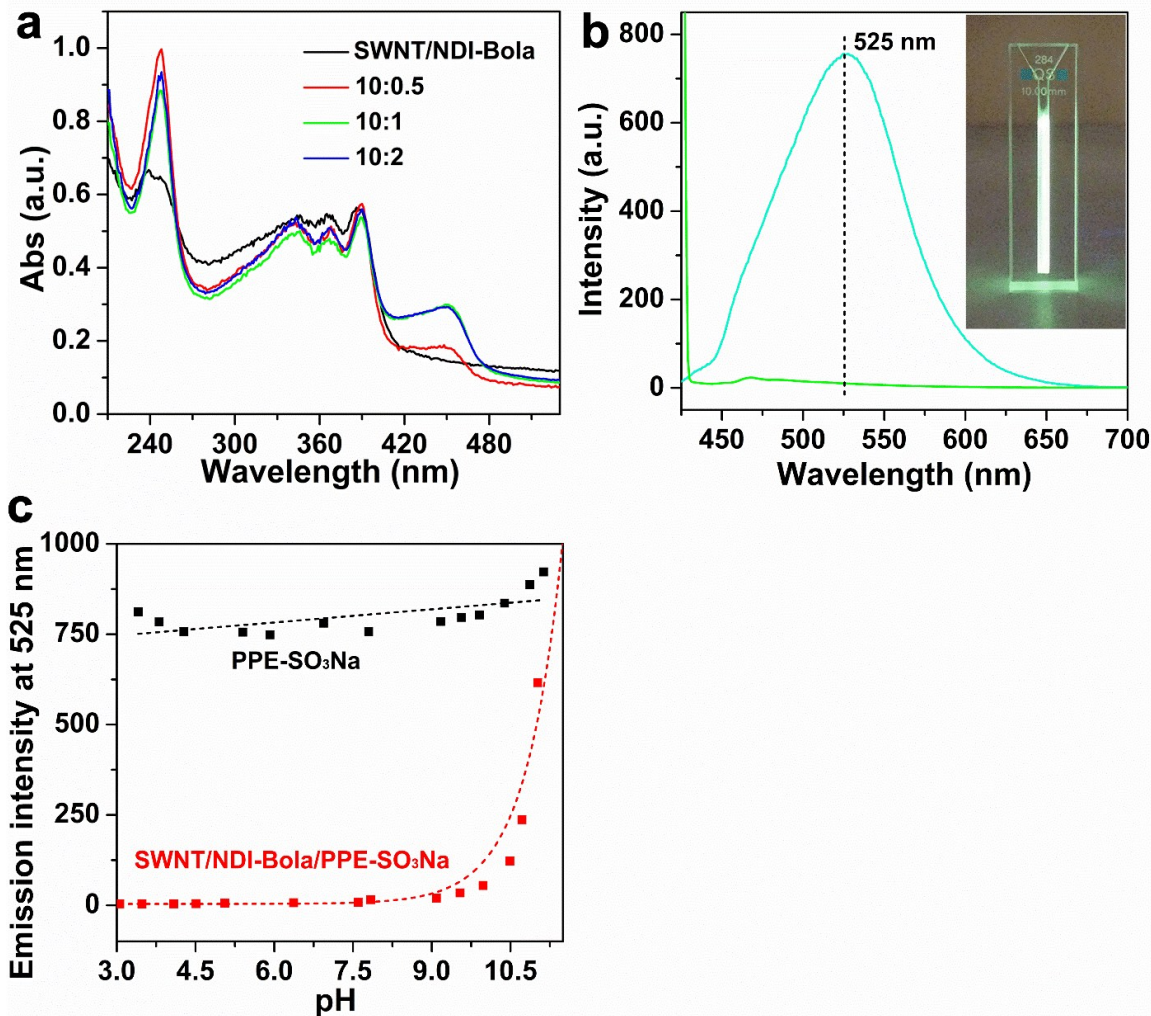 a
SWNT/NDI-Bola
10:0.5
10:1
10:2
1.0
0.8
0.6
0.4
0.2
0.0
Abs (a.u.)
240 300 360 420 480
Wavelength (nm)
b
525 nm
284
QS
10.00mm
800
600
400
200
0
Intensity (a.u.)
450 500 550 600 650 700
Wavelength (nm)
c
1000
750
500
250
0
Emission intensity at 525 nm
PPE-SO₃Na
SWNT/NDI-Bola/PPE-SO₃Na
3.0 4.5 6.0 7.5 9.0 10.5
pH